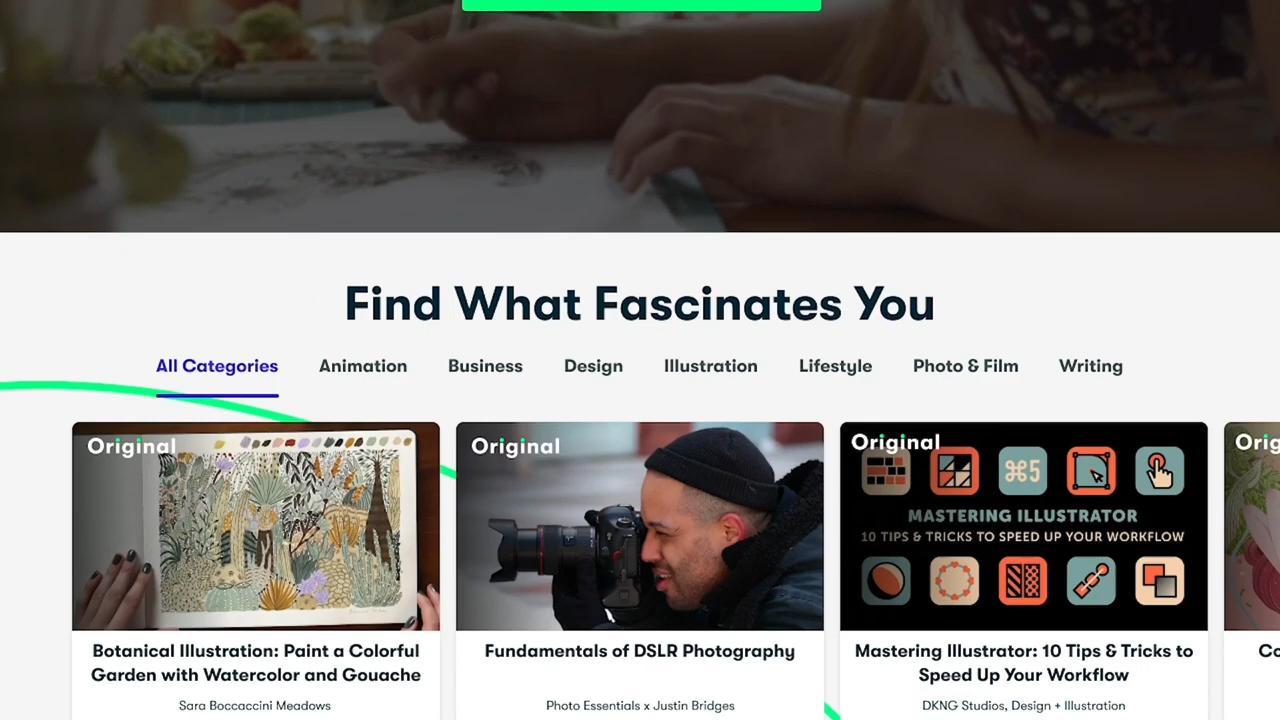 Find What Fascinates You
All Categories Animation Business Design Illustration Lifestyle Photo & Film Writing
Original
Original
Original
⌘5
MASTERING ILLUSTRATOR
10 TIPS & TRICKS TO SPEED UP YOUR WORKFLOW
Botanical Illustration: Paint a Colorful
Garden with Watercolor and Gouache
Sara Boccaccini Meadows
Fundamentals of DSLR Photography
Photo Essentials x Justin Bridges
Mastering Illustrator: 10 Tips & Tricks to
Speed Up Your Workflow
DKNG Studios, Design + Illustration